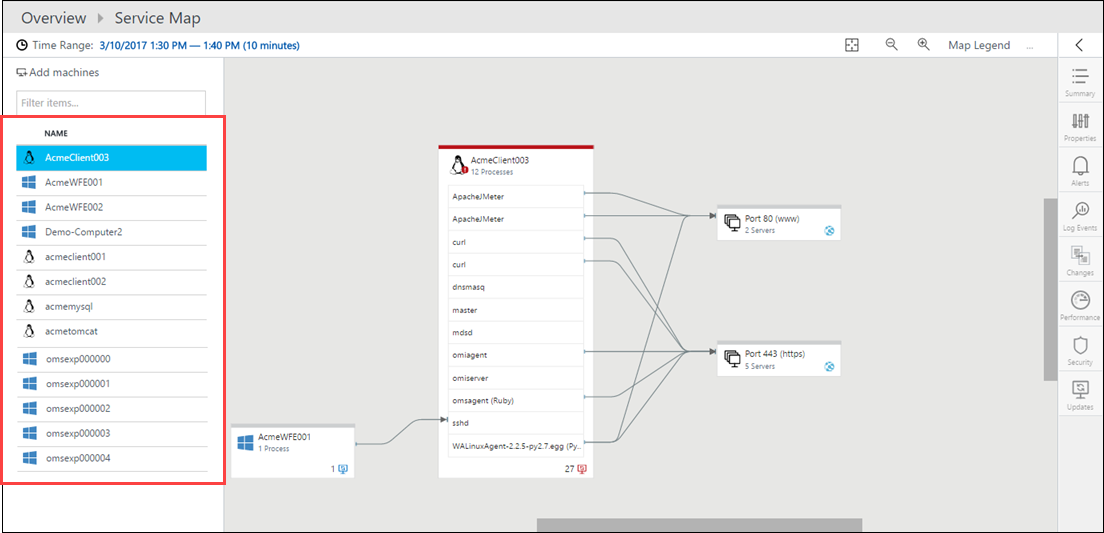 Overview Service Map
Time Range: 3/10/2017 1:30 PM — 1:40 PM (10 minutes)
Map Legend ...
Add machines
Filter items...
NAME
AcmeClient003
AcmeWFE001
AcmeWFE002
Demo-Computer2
acmeclient001
acmeclient002
acmemysql
acmetomcat
omsexp000000
omsexp000001
omsexp000002
omsexp000003
omsexp000004
AcmeWFE001
1 Process
1
AcmeClient003
12 Processes
ApacheJMeter
ApacheJMeter
curl
curl
dnsmasq
master
mdsd
omiagent
omiserver
omsagent (Ruby)
sshd
WALinuxAgent-2.2.5-py2.7.egg (Py...
27
Port 80 (www)
2 Servers
Port 443 (https)
5 Servers
Summary
Properties
Alerts
Log Events
Changes
Performance
Security
Updates